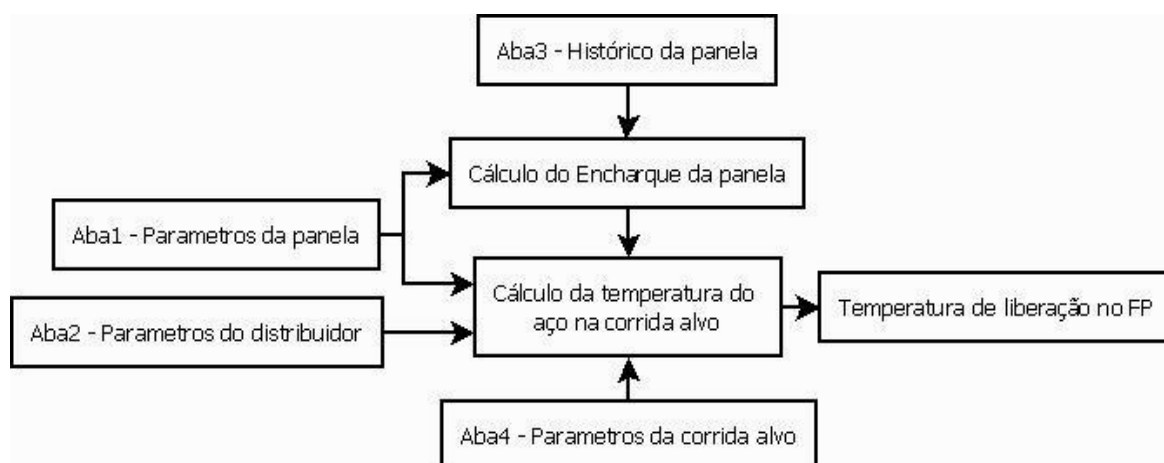 Aba3 - Histórico da panela
Cálculo do Encharque da panela
Aba1 - Parametros da panela
Cálculo da temperatura do
aço na corrida alvo
Temperatura de liberação no FP
Aba2 - Parametros do distribuidor
Aba4 - Parametros da corrida alvo